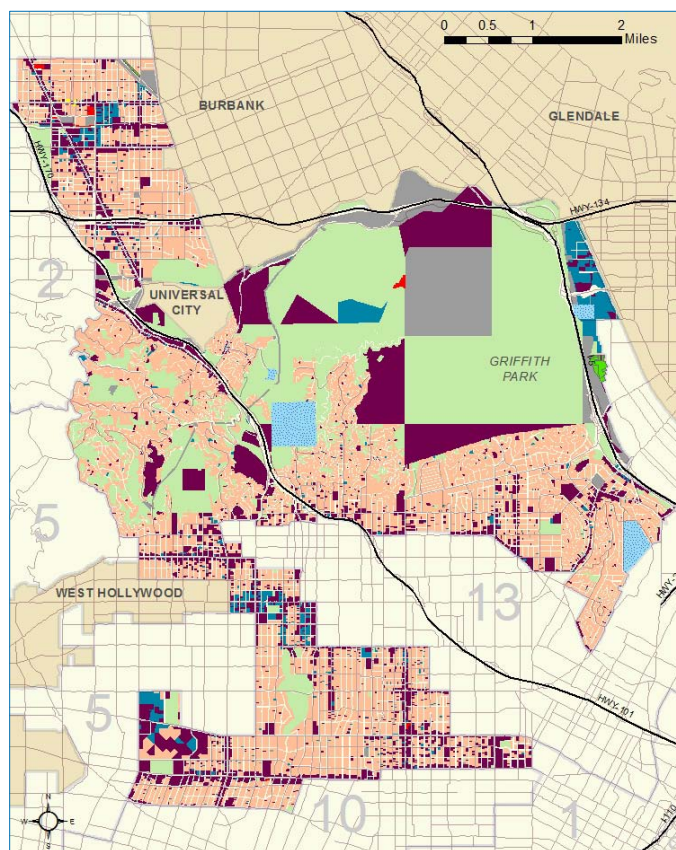 0 0.5 1 2
Miles
BURBANK
GLENDALE
HWY-170
HWY-134
2
UNIVERSAL
CITY
GRIFFITH
PARK
5
WEST HOLLYWOOD
13
5
HWY-101
10
1
N
W E
S